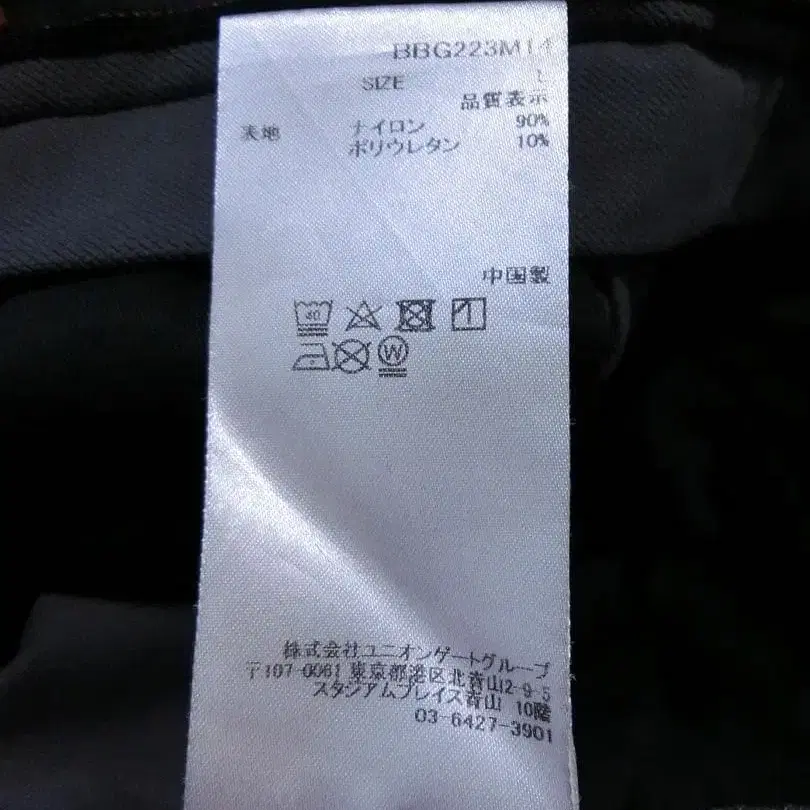 BBG223M14
SIZE L
品質表示
表地 ナイロン 90%
ポリウレタン 10%
中国製
40
W
株式会社ユニオンゲートグループ
〒107-0061 東京都港区北青山2-9-5
スタジアムプレイス青山 10階
03-6427-3901